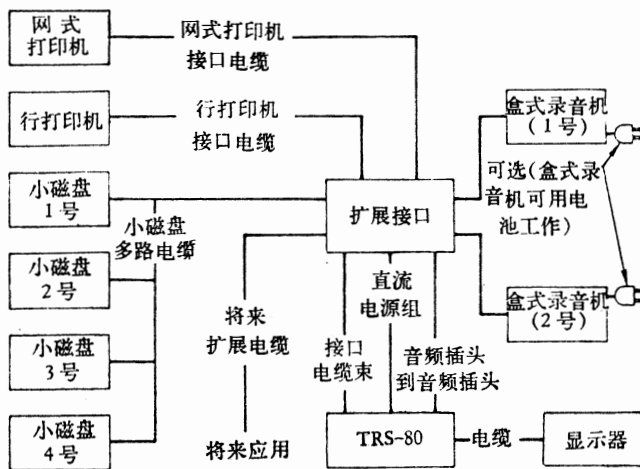 网式
打印机
网式打印机
接口电缆
行打印机
行打印机
接口电缆
盒式录音机
(1号)
可选(盒式录
音机可用电
池工作)
小磁盘
1号
小磁盘
多路电缆
扩展接口
小磁盘
2号
直流
电源组
盒式录音机
(2号)
将来
扩展电缆
小磁盘
3号
接口
电缆束
音频插头
到音频插头
小磁盘
4号
将来应用
TRS-80
电缆
显示器